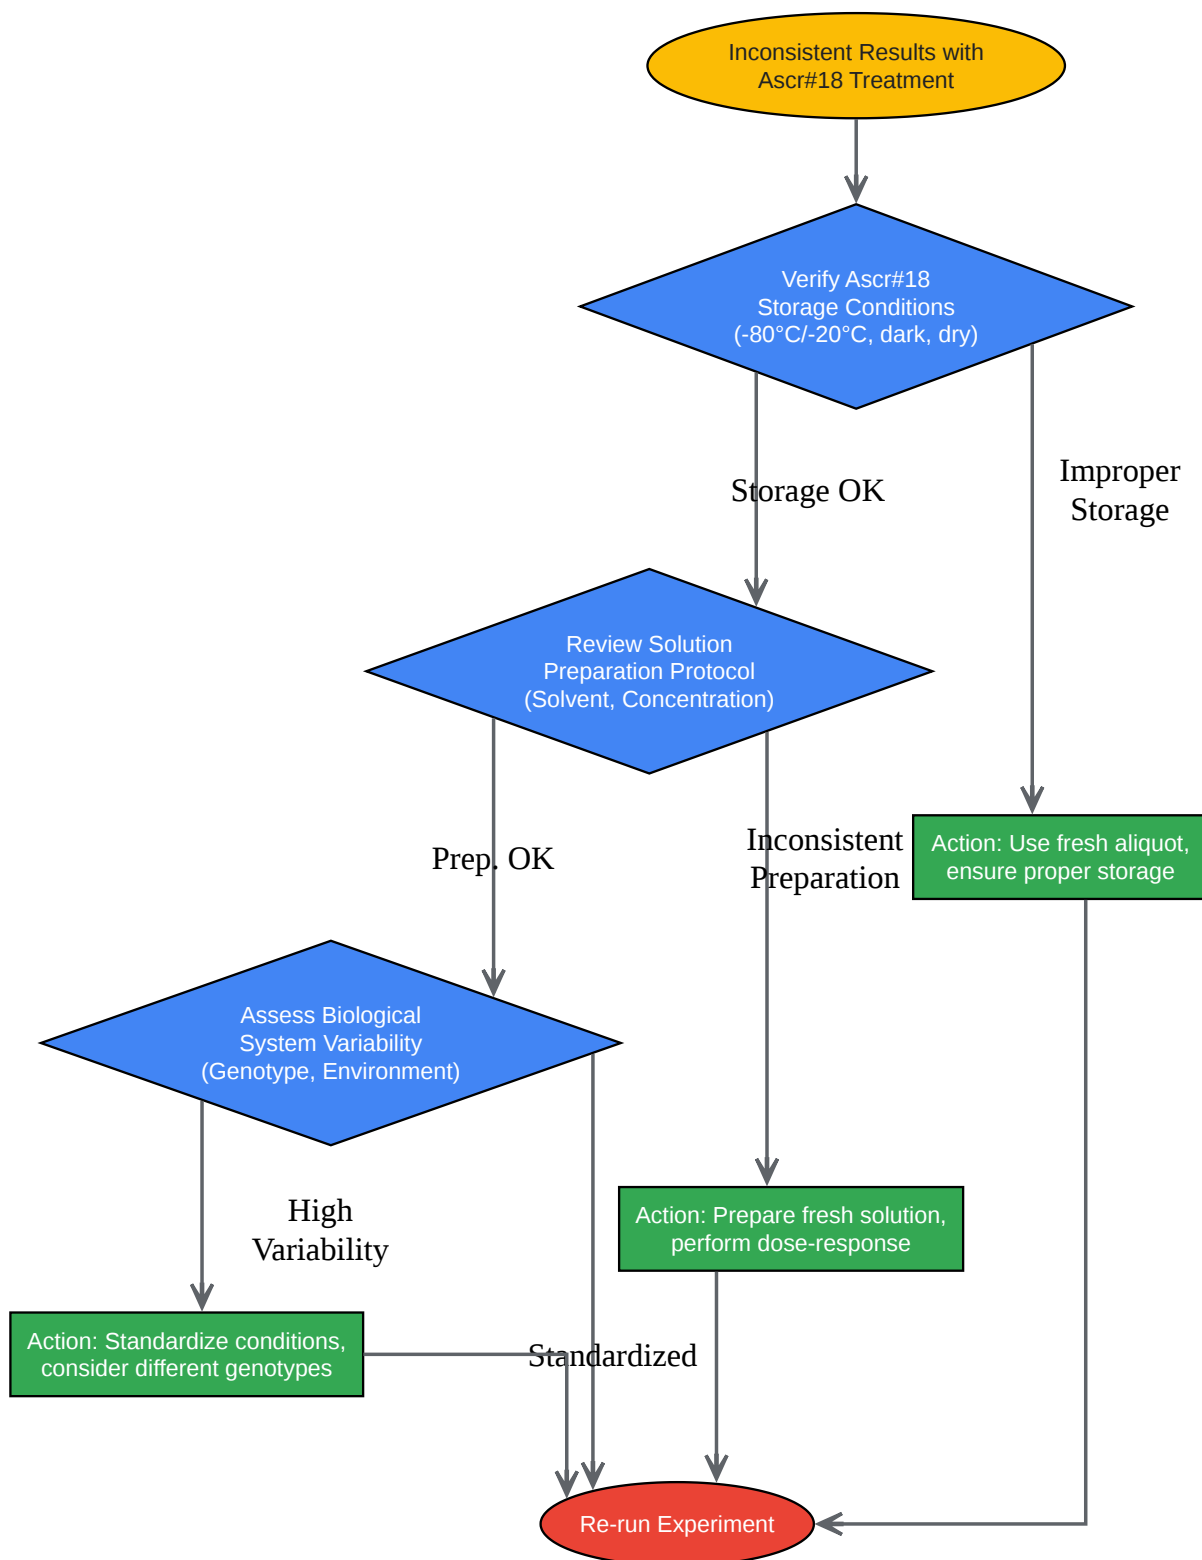 Inconsistent Results with
Ascr#18 Treatment
Verify Ascr#18
Storage Conditions
(-80°C/-20°C, dark, dry)
Storage OK
Improper
Storage
Review Solution
Preparation Protocol
(Solvent, Concentration)
Prep. OK
Inconsistent
Preparation
Action: Use fresh aliquot,
ensure proper storage
Assess Biological
System Variability
(Genotype, Environment)
High
Variability
Action: Prepare fresh solution,
perform dose-response
Action: Standardize conditions,
consider different genotypes
Standardized
Re-run Experiment